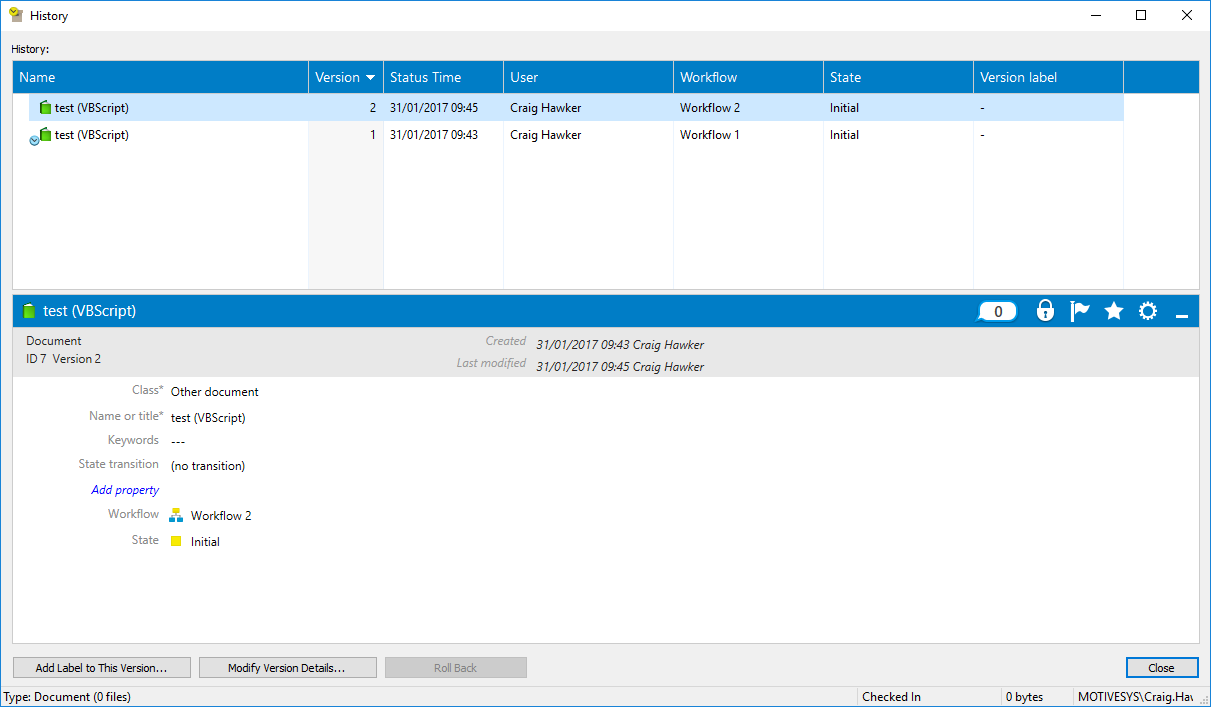 History
History:
Name Version Status Time User Workflow State Version label
test (VBScript) 2 31/01/2017 09:45 Craig Hawker Workflow 2 Initial -
test (VBScript) 1 31/01/2017 09:43 Craig Hawker Workflow 1 Initial -
test (VBScript) 0
Document Created 31/01/2017 09:43 Craig Hawker
ID 7 Version 2 Last modified 31/01/2017 09:45 Craig Hawker
Class* Other document
Name or title* test (VBScript)
Keywords ---
State transition (no transition)
Add property
Workflow Workflow 2
State Initial
Add Label to This Version... Modify Version Details... Roll Back Close
Type: Document (0 files) Checked In 0 bytes MOTIVESYS\Craig.Hav